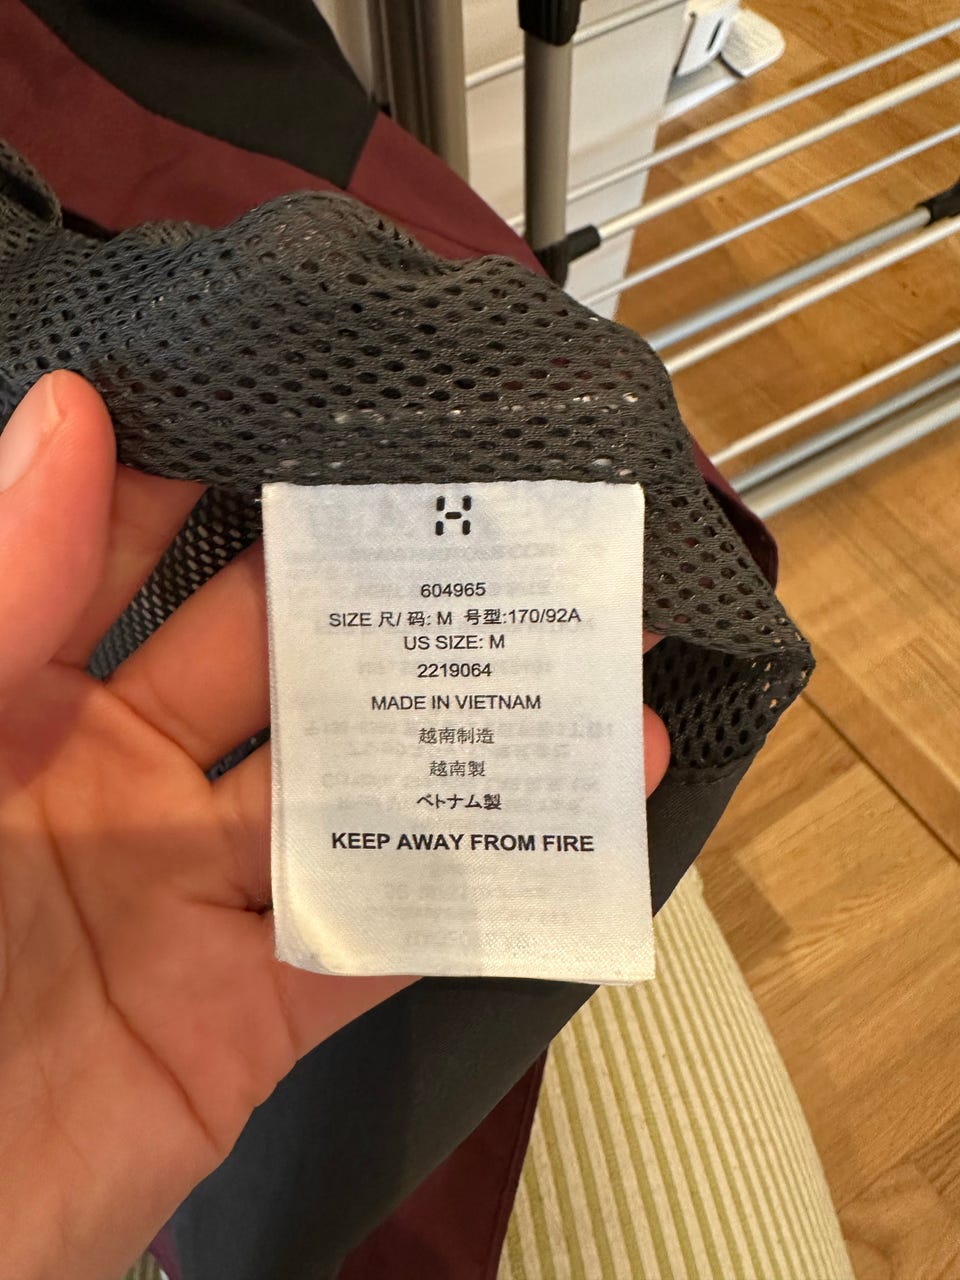 604965
SIZE 尺/ 码: M 号型:170/92A
US SIZE: M
2219064
MADE IN VIETNAM
越南制造
越南製
ベトナム製
KEEP AWAY FROM FIRE